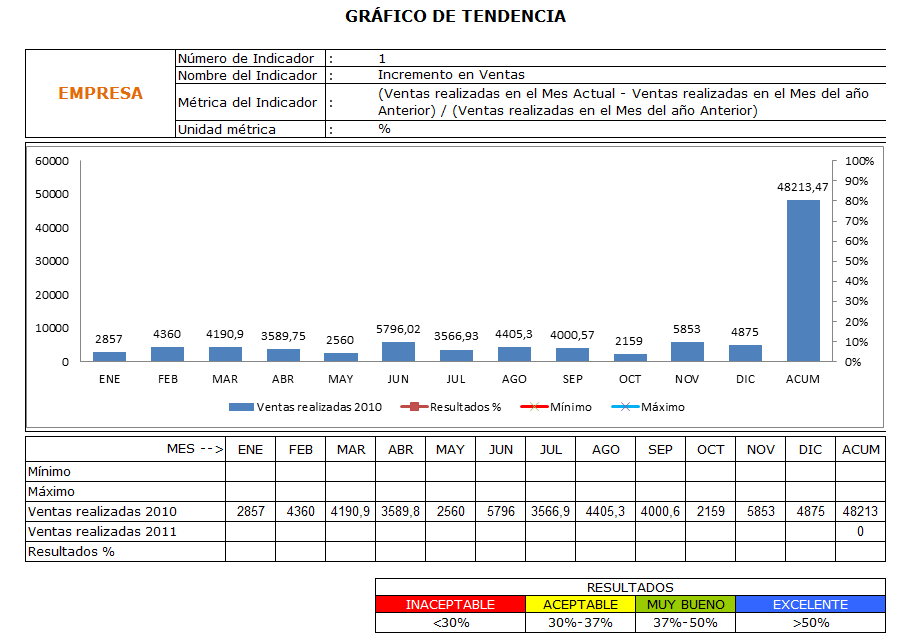 GRÁFICO DE TENDENCIA
EMPRESA
Número de Indicador : 1
Nombre del Indicador : Incremento en Ventas
Métrica del Indicador : (Ventas realizadas en el Mes Actual - Ventas realizadas en el Mes del año
Anterior) / (Ventas realizadas en el Mes del año Anterior)
Unidad métrica : %
60000 100%
90%
50000 80%
40000 70%
60%
30000 50%
40%
20000 30%
10000 20%
10%
0 0%
2857 4360 4190,9 3589,75 2560 5796,02 3566,93 4405,3 4000,57 2159 5853 4875 48213,47
ENE FEB MAR ABR MAY JUN JUL AGO SEP OCT NOV DIC ACUM
Ventas realizadas 2010 Resultados % Mínimo Máximo
MES --> ENE FEB MAR ABR MAY JUN JUL AGO SEP OCT NOV DIC ACUM
Mínimo
Máximo
Ventas realizadas 2010 2857 4360 4190,9 3589,8 2560 5796 3566,9 4405,3 4000,6 2159 5853 4875 48213
Ventas realizadas 2011 0
Resultados %
RESULTADOS
INACEPTABLE ACEPTABLE MUY BUENO EXCELENTE
<30% 30%-37% 37%-50% >50%